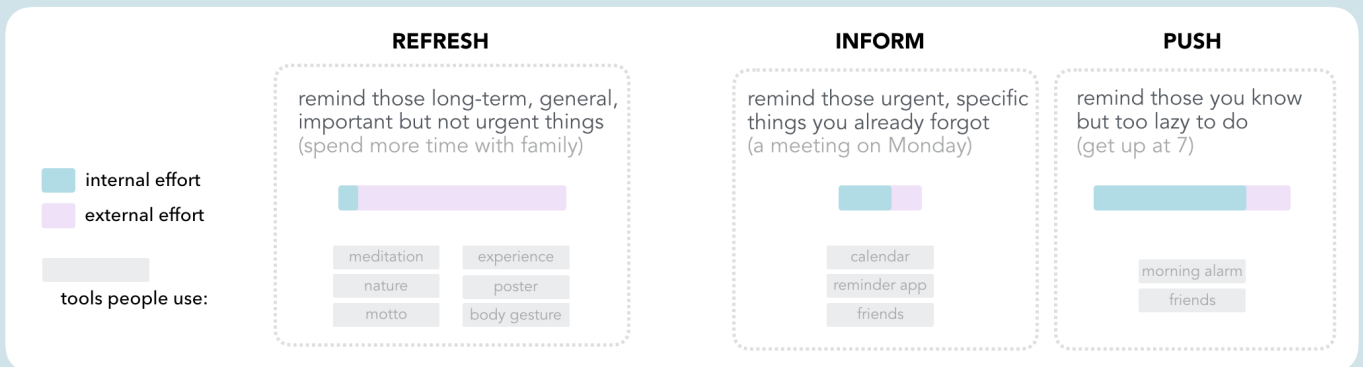 REFRESH
remind those long-term, general,
important but not urgent things
(spend more time with family)
meditation
experience
nature
poster
motto
body gesture
INFORM
remind those urgent, specific
things you already forgot
(a meeting on Monday)
calendar
reminder app
friends
PUSH
remind those you know
but too lazy to do
(get up at 7)
morning alarm
friends
internal effort
external effort
tools people use: